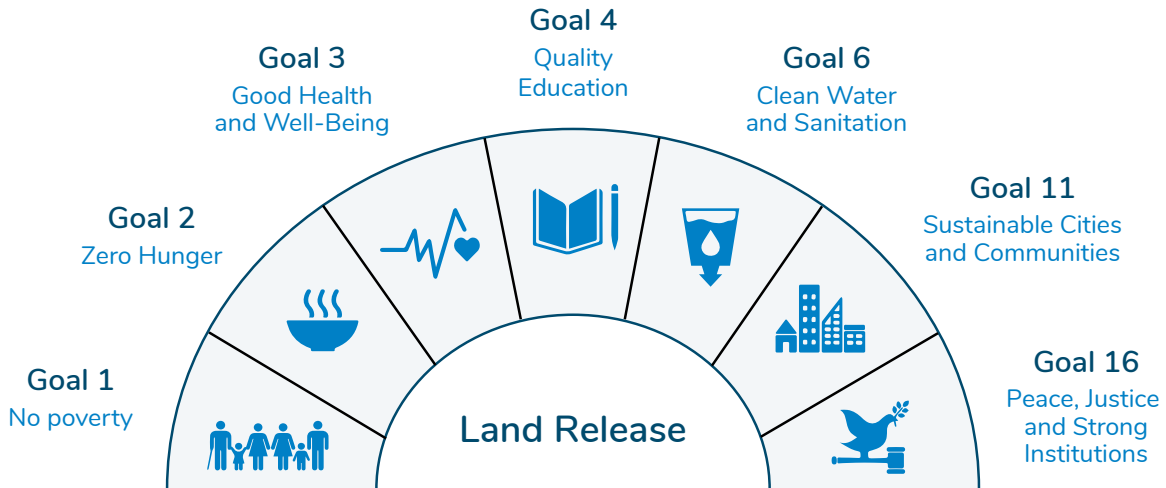 Goal 1
No poverty
Goal 2
Zero Hunger
Goal 3
Good Health
and Well-Being
Goal 4
Quality
Education
Goal 6
Clean Water
and Sanitation
Goal 11
Sustainable Cities
and Communities
Goal 16
Peace, Justice
and Strong
Institutions
Land Release